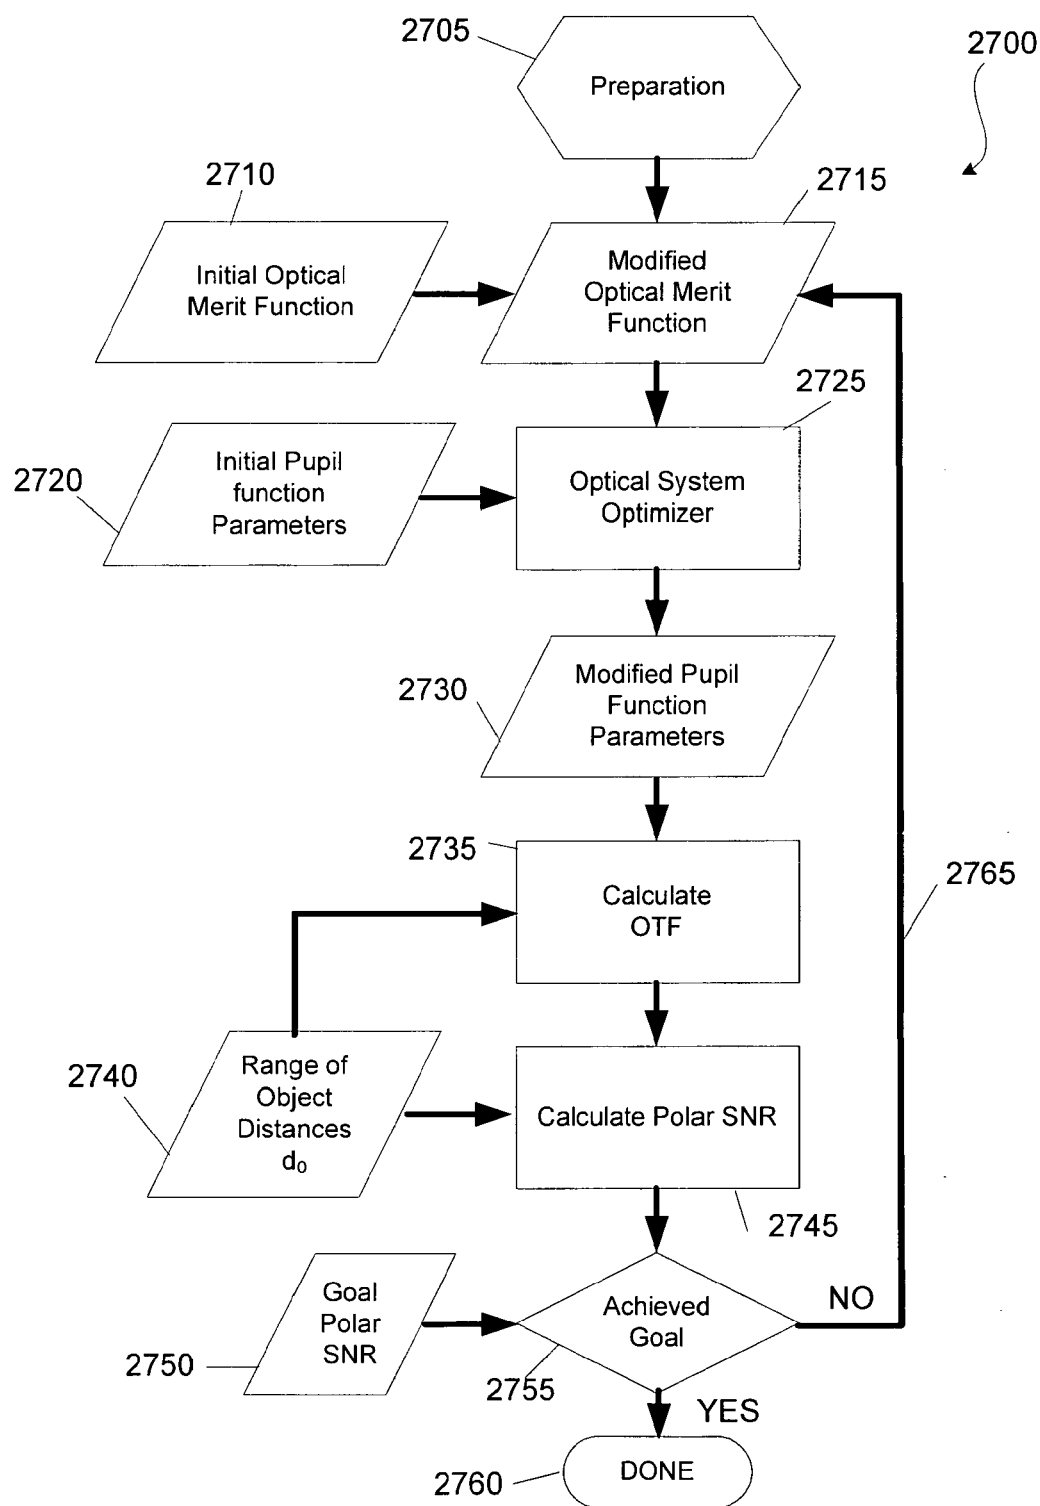 2705
2700
Preparation
2710
2715
Initial Optical
Merit Function
Modified
Optical Merit
Function
2725
2720
Initial Pupil
function
Parameters
Optical System
Optimizer
2730
Modified Pupil
Function
Parameters
2735
Calculate
OTF
2765
2740
Range of
Object
Distances
d₀
Calculate Polar SNR
2745
Goal
Polar
SNR
2750
Achieved
Goal
NO
2755
YES
2760
DONE